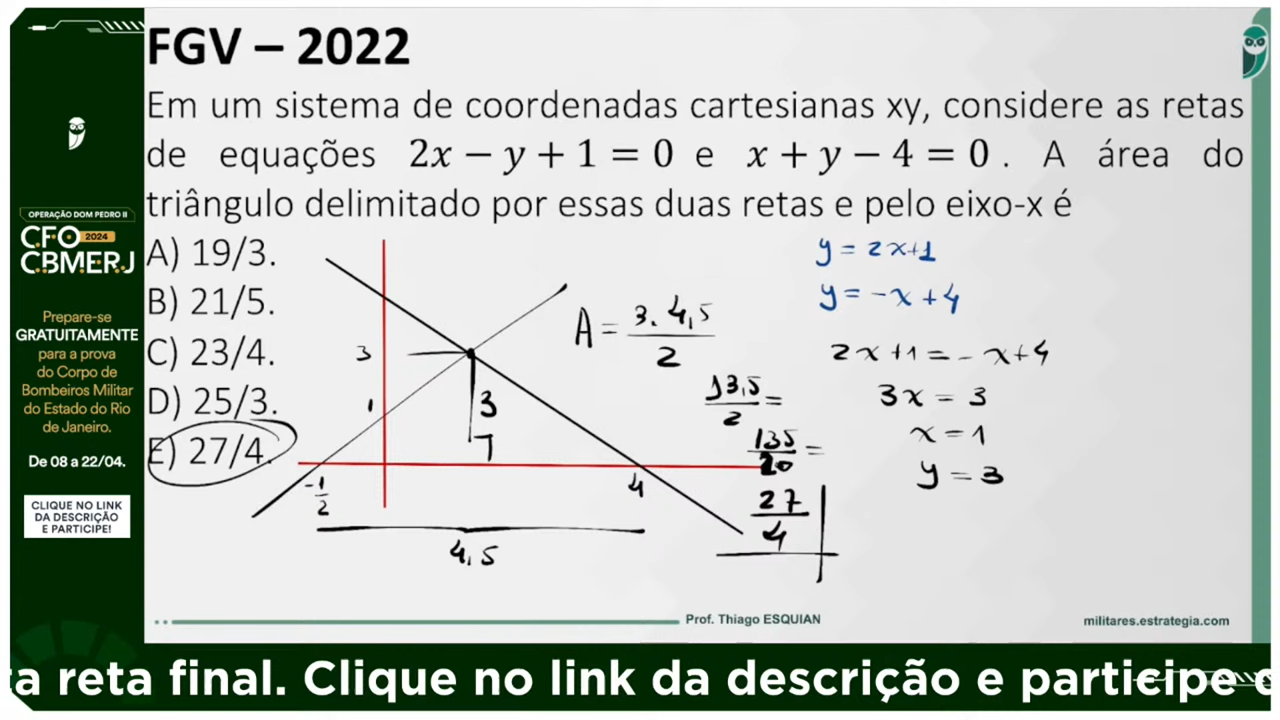 FGV – 2022
Em um sistema de coordenadas cartesianas xy, considere as retas
de equações 2x − y + 1 = 0 e x + y − 4 = 0 . A área do
triângulo delimitado por essas duas retas e pelo eixo-x é
A) 19/3.
B) 21/5.
C) 23/4.
D) 25/3.
E) 27/4.
y = 2x+1
y = -x+4
2x+1 = -x+4
3x = 3
x = 1
y = 3
A = 3.4,5
2
13,5 =
2
135 =
20
27
4
3
1
3
-1
2
4
4,5
OPERAÇÃO DOM PEDRO II
CFO 2024
CBMERJ
Prepare-se
GRATUITAMENTE
para a prova
do Corpo de
Bombeiros Militar
do Estado do Rio
de Janeiro.
De 08 a 22/04.
CLIQUE NO LINK
DA DESCRIÇÃO
E PARTICIPE!
Prof. Thiago ESQUIAN
militares.estrategia.com
ta reta final. Clique no link da descrição e participe